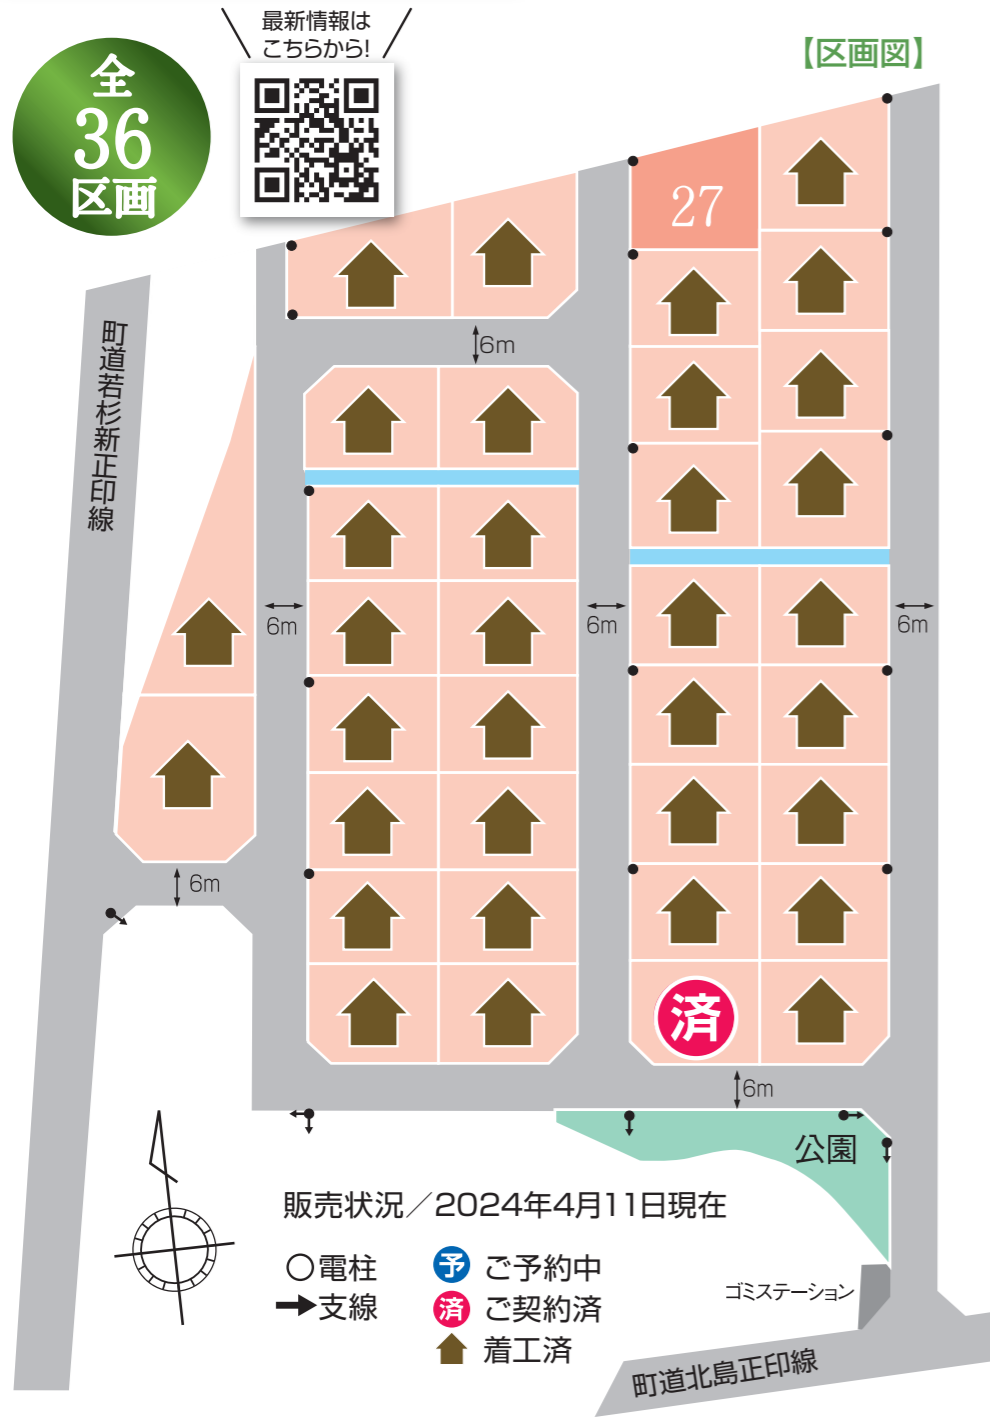 最新情報は
こちらから!
全
36
区画
【区画図】
27
町道若杉新正印線
6m
6m
6m
6m
6m
済
6m
公園
販売状況／2024年4月11日現在
○電柱
予 ご予約中
➡支線
済 ご契約済
着工済
ゴミステーション
町道北島正印線